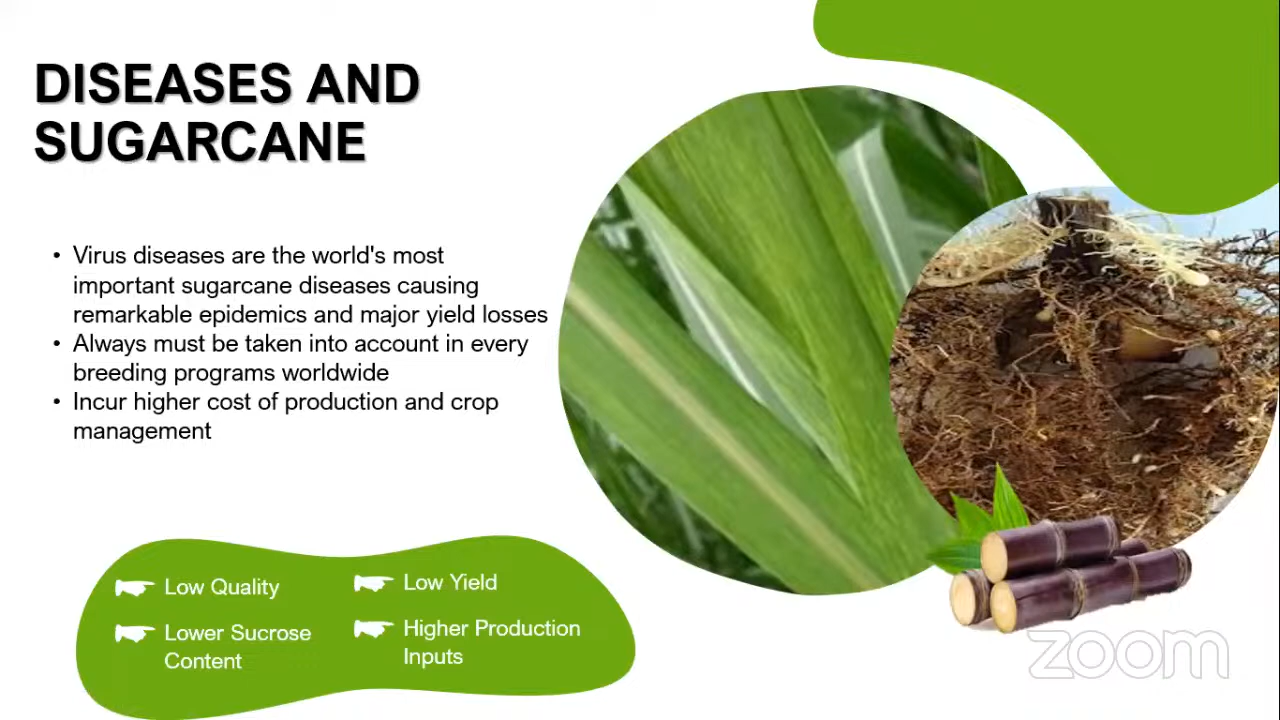 DISEASES AND
SUGARCANE
• Virus diseases are the world's most
important sugarcane diseases causing
remarkable epidemics and major yield losses
• Always must be taken into account in every
breeding programs worldwide
• Incur higher cost of production and crop
management
Low Quality
Lower Sucrose
Content
Low Yield
Higher Production
Inputs
zoom